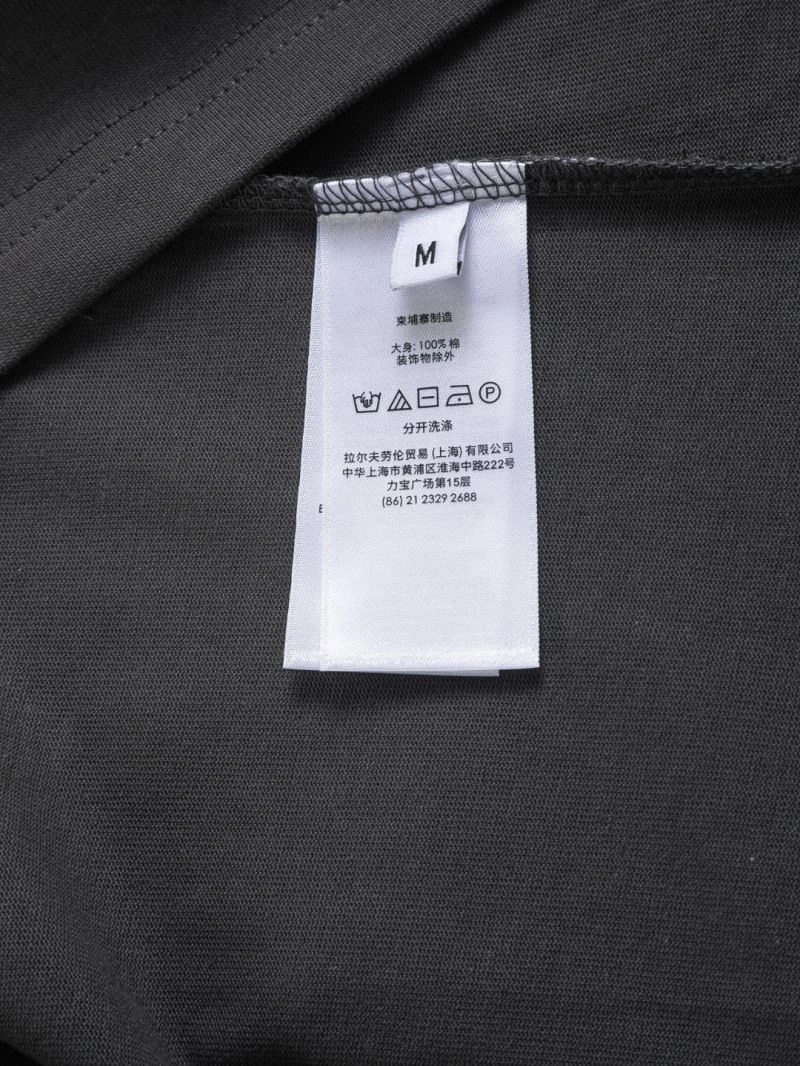 M
柬埔寨制造
大身: 100% 棉
装饰物除外
P
分开洗涤
拉尔夫劳伦贸易 (上海) 有限公司
中华上海市黄浦区淮海中路222号
力宝广场第15层
(86) 21 2329 2688